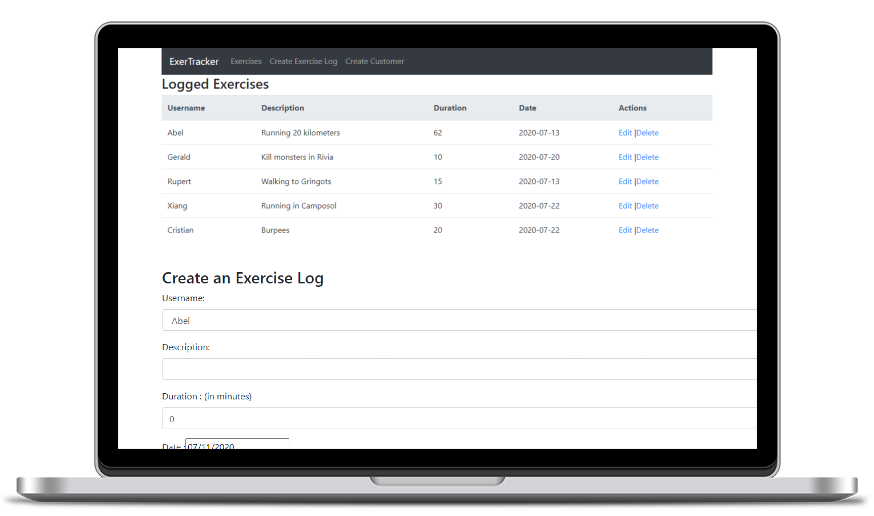 ExerTracker Exercises Create Exercise Log Create Customer
Logged Exercises
Username Description Duration Date Actions
Abel Running 20 kilometers 62 2020-07-13 Edit |Delete
Gerald Kill monsters in Rivia 10 2020-07-20 Edit |Delete
Rupert Walking to Gringots 15 2020-07-13 Edit |Delete
Xiang Running in Camposol 30 2020-07-22 Edit |Delete
Cristian Burpees 20 2020-07-22 Edit |Delete
Create an Exercise Log
Username:
Abel
Description:
Duration : (in minutes)
0
Date : 07/11/2020